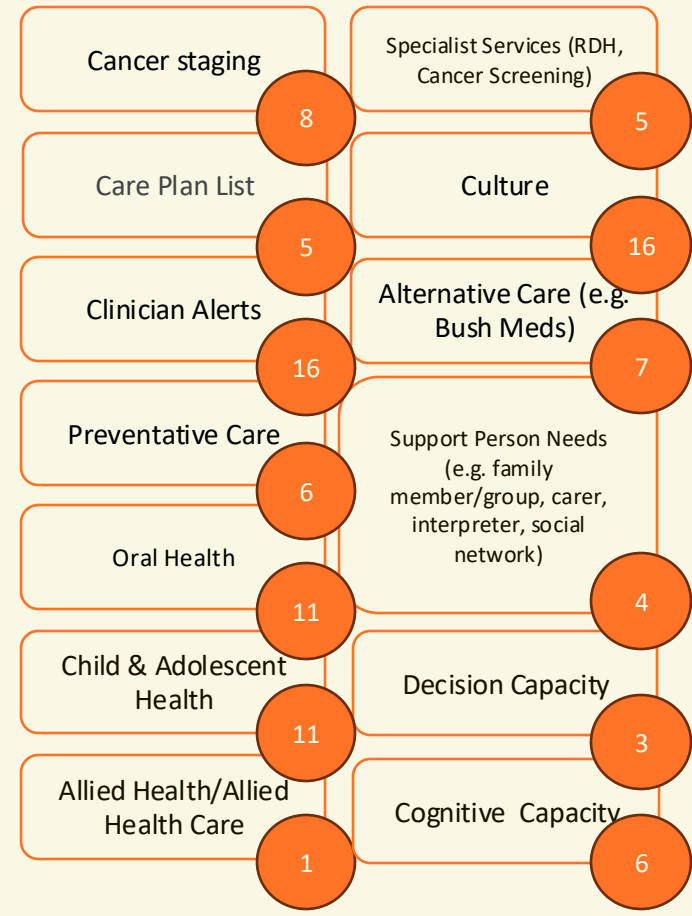 Cancer staging
8
Specialist Services (RDH,
Cancer Screening)
5
Care Plan List
5
Culture
16
Clinician Alerts
16
Alternative Care (e.g.
Bush Meds)
7
Preventative Care
6
Support Person Needs
(e.g. family
member/group, carer,
interpreter, social
network)
4
Oral Health
11
Child & Adolescent
Health
11
Decision Capacity
3
Allied Health/Allied
Health Care
1
Cognitive Capacity
6